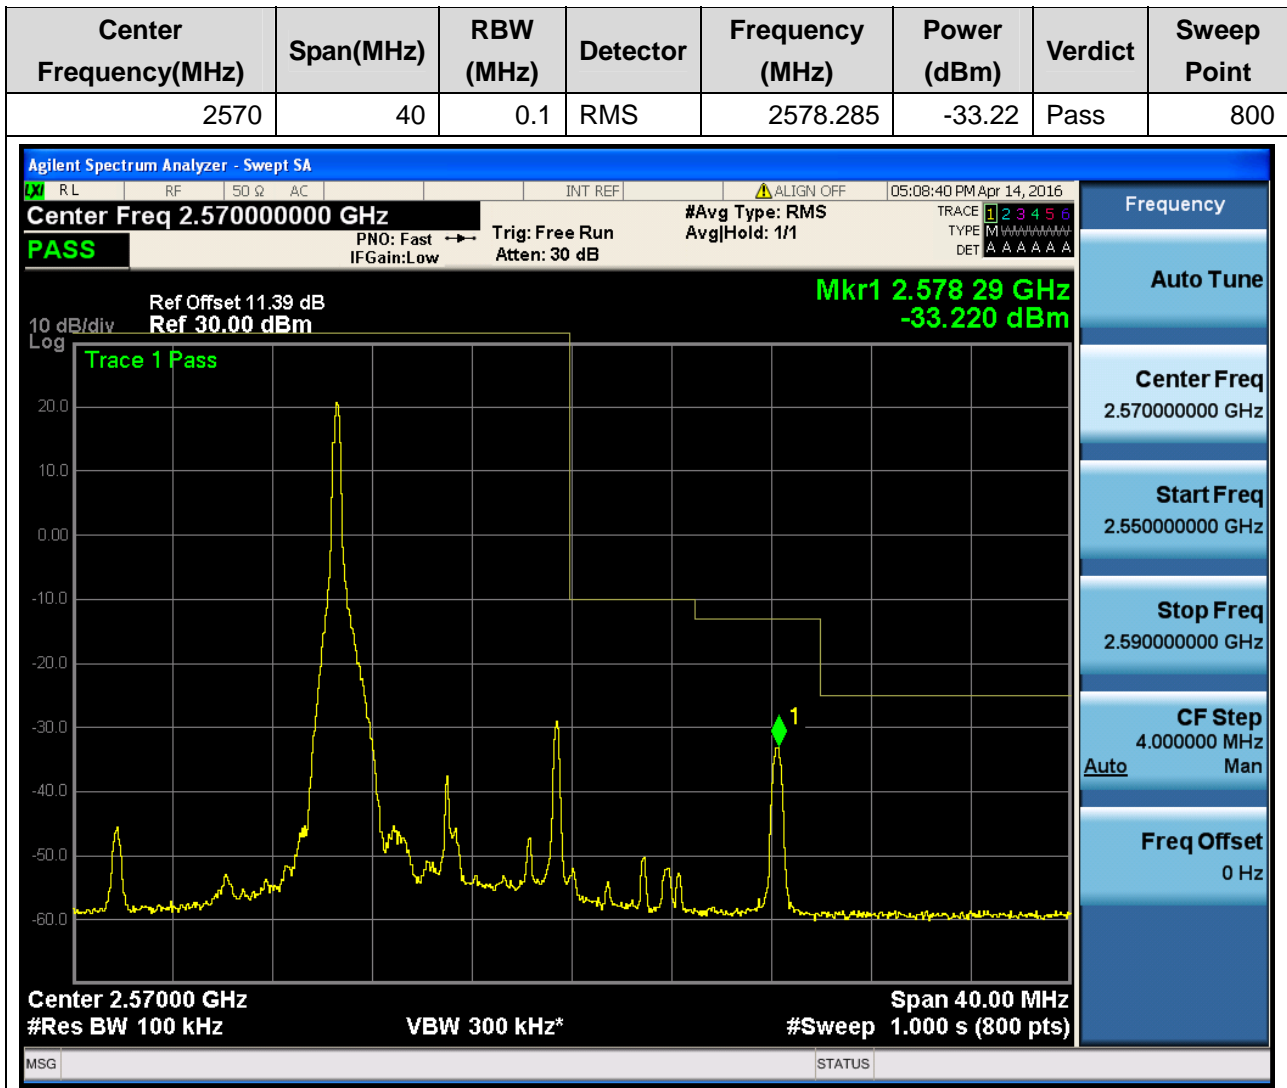 Center Frequency(MHz) Span(MHz) RBW (MHz) Detector Frequency (MHz) Power (dBm) Verdict Sweep Point
2570 40 0.1 RMS 2578.285 -33.22 Pass 800
Agilent Spectrum Analyzer - Swept SA
LXI RL RF 50 Ω AC INT REF ALIGN OFF 05:08:40 PM Apr 14, 2016
Center Freq 2.570000000 GHz
PASS
PNO: Fast
IFGain:Low
Trig: Free Run
Atten: 30 dB
#Avg Type: RMS
Avg|Hold: 1/1
TRACE 1 2 3 4 5 6
TYPE M
DET A A A A A A
Mkr1 2.578 29 GHz
-33.220 dBm
Ref Offset 11.39 dB
10 dB/div Ref 30.00 dBm
Log
Trace 1 Pass
20.0
10.0
0.00
-10.0
-20.0
-30.0
-40.0
-50.0
-60.0
1
Center 2.57000 GHz Span 40.00 MHz
#Res BW 100 kHz VBW 300 kHz* #Sweep 1.000 s (800 pts)
MSG STATUS
Frequency
Auto Tune
Center Freq
2.570000000 GHz
Start Freq
2.550000000 GHz
Stop Freq
2.590000000 GHz
CF Step
4.000000 MHz
Auto Man
Freq Offset
0 Hz